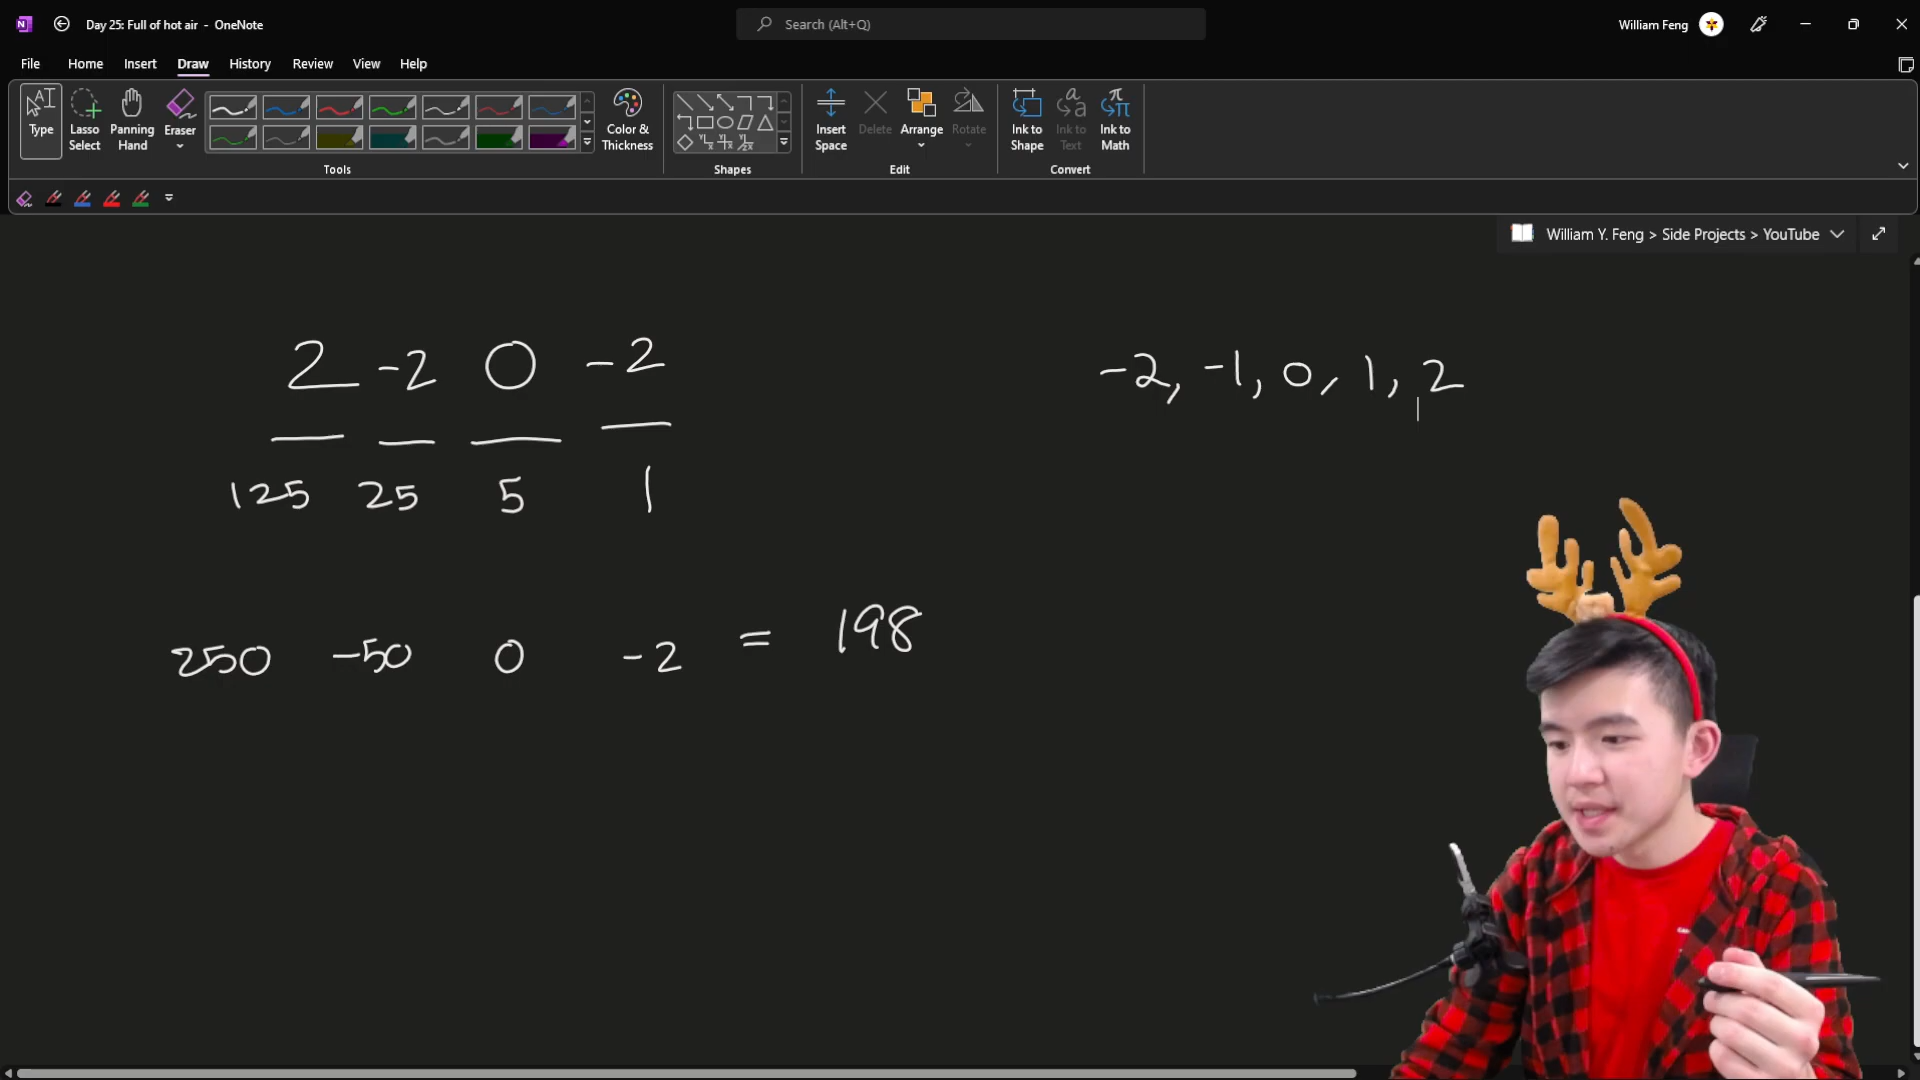 Day 25: Full of hot air - OneNote
Search (Alt+Q)
William Feng
File Home Insert Draw History Review View Help
Type
Lasso Select
Panning Hand
Eraser
Color & Thickness
Insert Space
Delete
Arrange
Rotate
Ink to Shape
Ink to Text
Ink to Math
Tools
Shapes
Edit
Convert
William Y. Feng > Side Projects > YouTube
2 -2 0 -2
125 25 5 1
-2, -1, 0, 1, 2
250 -50 0 -2 = 198